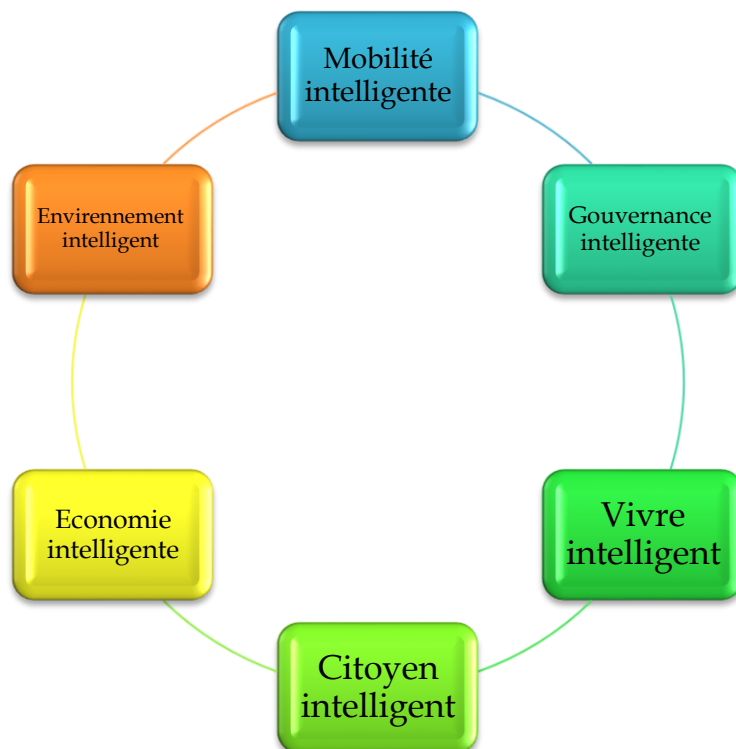 Mobilité
intelligente
Envirennement
intelligent
Gouvernance
intelligente
Economie
intelligente
Vivre
intelligent
Citoyen
intelligent